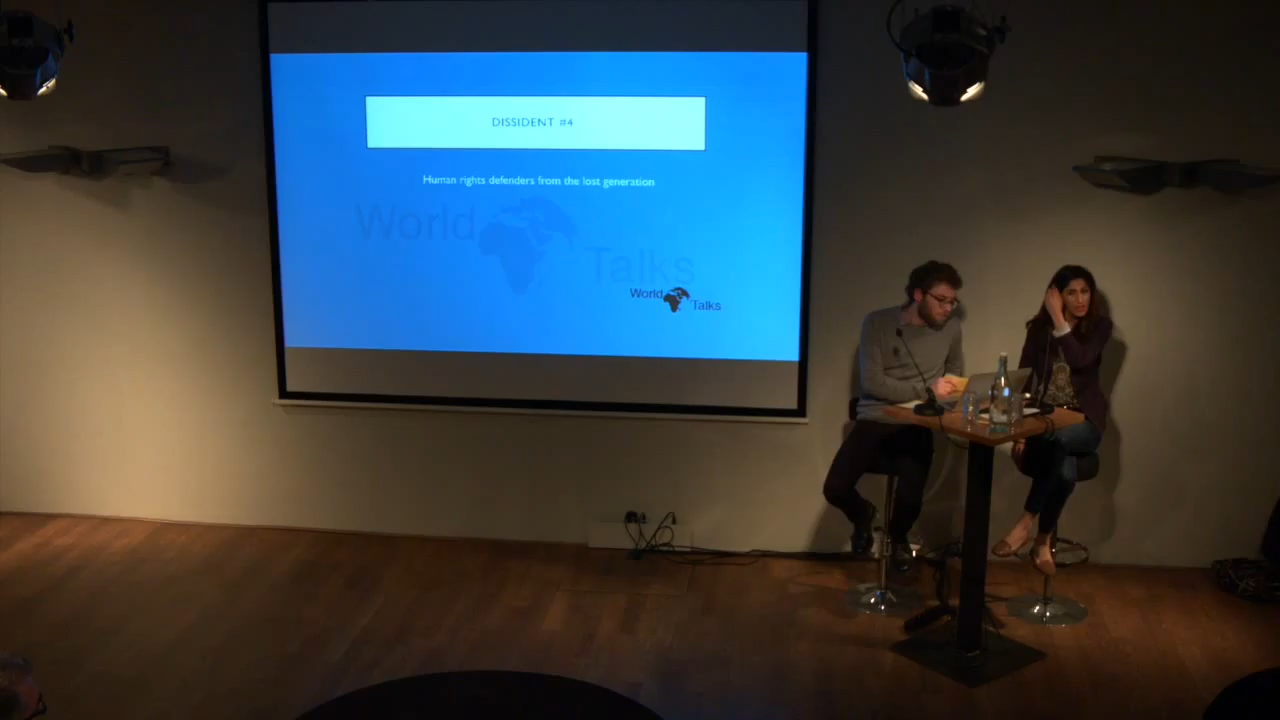 DISSIDENT #4
Human rights defenders from the lost generation
World
Talks
World
Talks